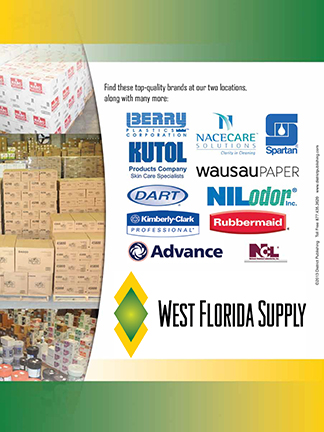 Find these top-quality brands at our two locations,
along with many more:
BERRY
PLASTICS
CORPORATION
NACECARE
SOLUTIONS
Clarity in Cleaning
Spartan
KUTOL
Products Company
Skin Care Specialists
WAUSAUPAPER
DART
NILodor®
Inc.
Kimberly-Clark
PROFESSIONAL*
Rubbermaid
Advance
NCL
WEST FLORIDA SUPPLY